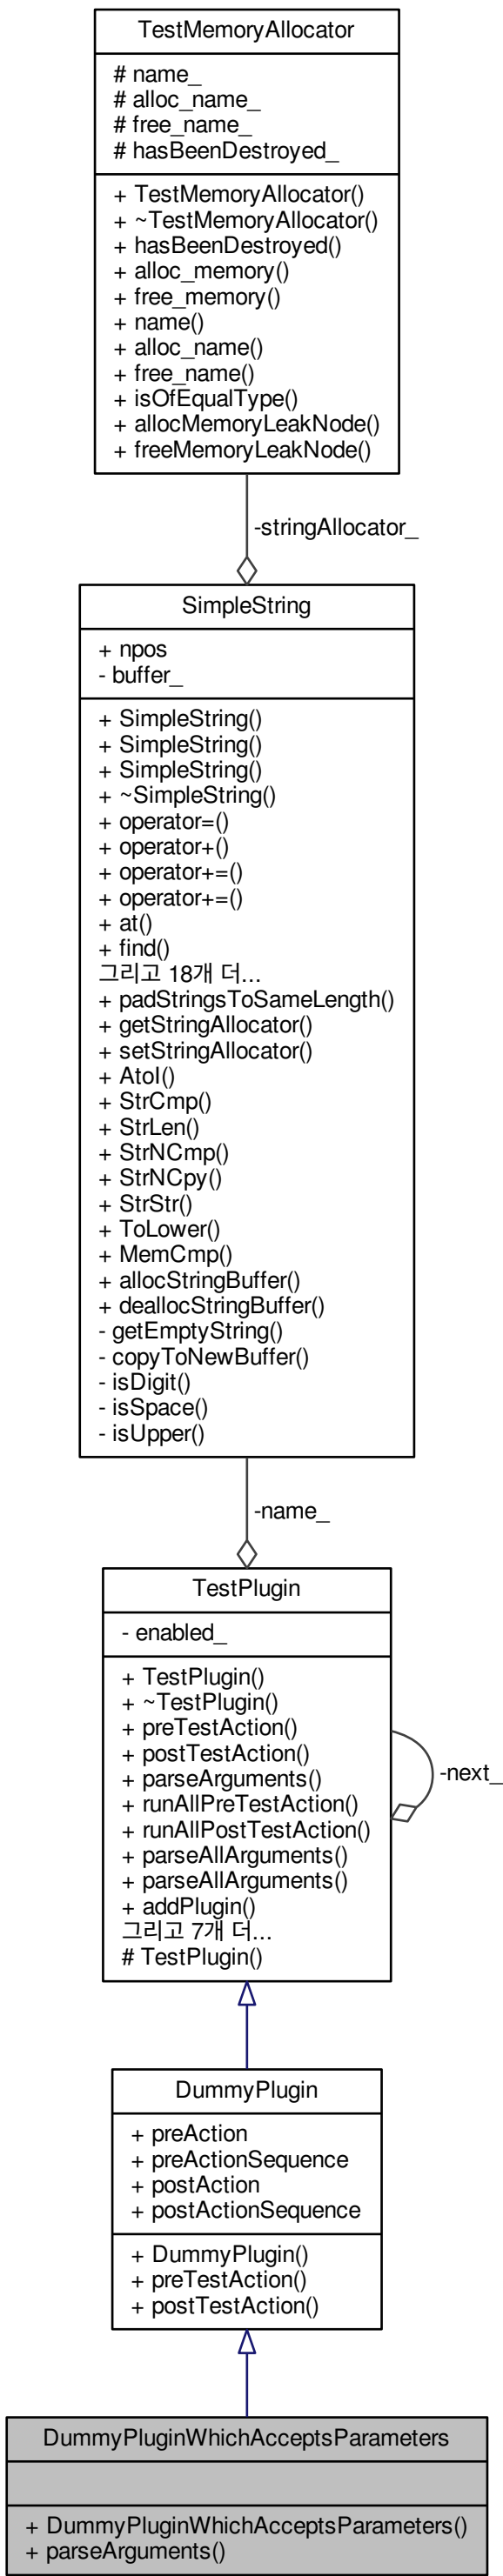 TestMemoryAllocator
# name_
# alloc_name_
# free_name_
# hasBeenDestroyed_
+ TestMemoryAllocator()
+ ~TestMemoryAllocator()
+ hasBeenDestroyed()
+ alloc_memory()
+ free_memory()
+ name()
+ alloc_name()
+ free_name()
+ isOfEqualType()
+ allocMemoryLeakNode()
+ freeMemoryLeakNode()
-stringAllocator_
SimpleString
+ npos
- buffer_
+ SimpleString()
+ SimpleString()
+ SimpleString()
+ ~SimpleString()
+ operator=()
+ operator+()
+ operator+=()
+ operator+=()
+ at()
+ find()
그리고 18개 더...
+ padStringsToSameLength()
+ getStringAllocator()
+ setStringAllocator()
+ AtoI()
+ StrCmp()
+ StrLen()
+ StrNCmp()
+ StrNCpy()
+ StrStr()
+ ToLower()
+ MemCmp()
+ allocStringBuffer()
+ deallocStringBuffer()
- getEmptyString()
- copyToNewBuffer()
- isDigit()
- isSpace()
- isUpper()
-name_
TestPlugin
- enabled_
+ TestPlugin()
+ ~TestPlugin()
+ preTestAction()
+ postTestAction()
+ parseArguments()
+ runAllPreTestAction()
+ runAllPostTestAction()
+ parseAllArguments()
+ parseAllArguments()
+ addPlugin()
그리고 7개 더...
# TestPlugin()
-next_
DummyPlugin
+ preAction
+ preActionSequence
+ postAction
+ postActionSequence
+ DummyPlugin()
+ preTestAction()
+ postTestAction()
DummyPluginWhichAcceptsParameters
+ DummyPluginWhichAcceptsParameters()
+ parseArguments()